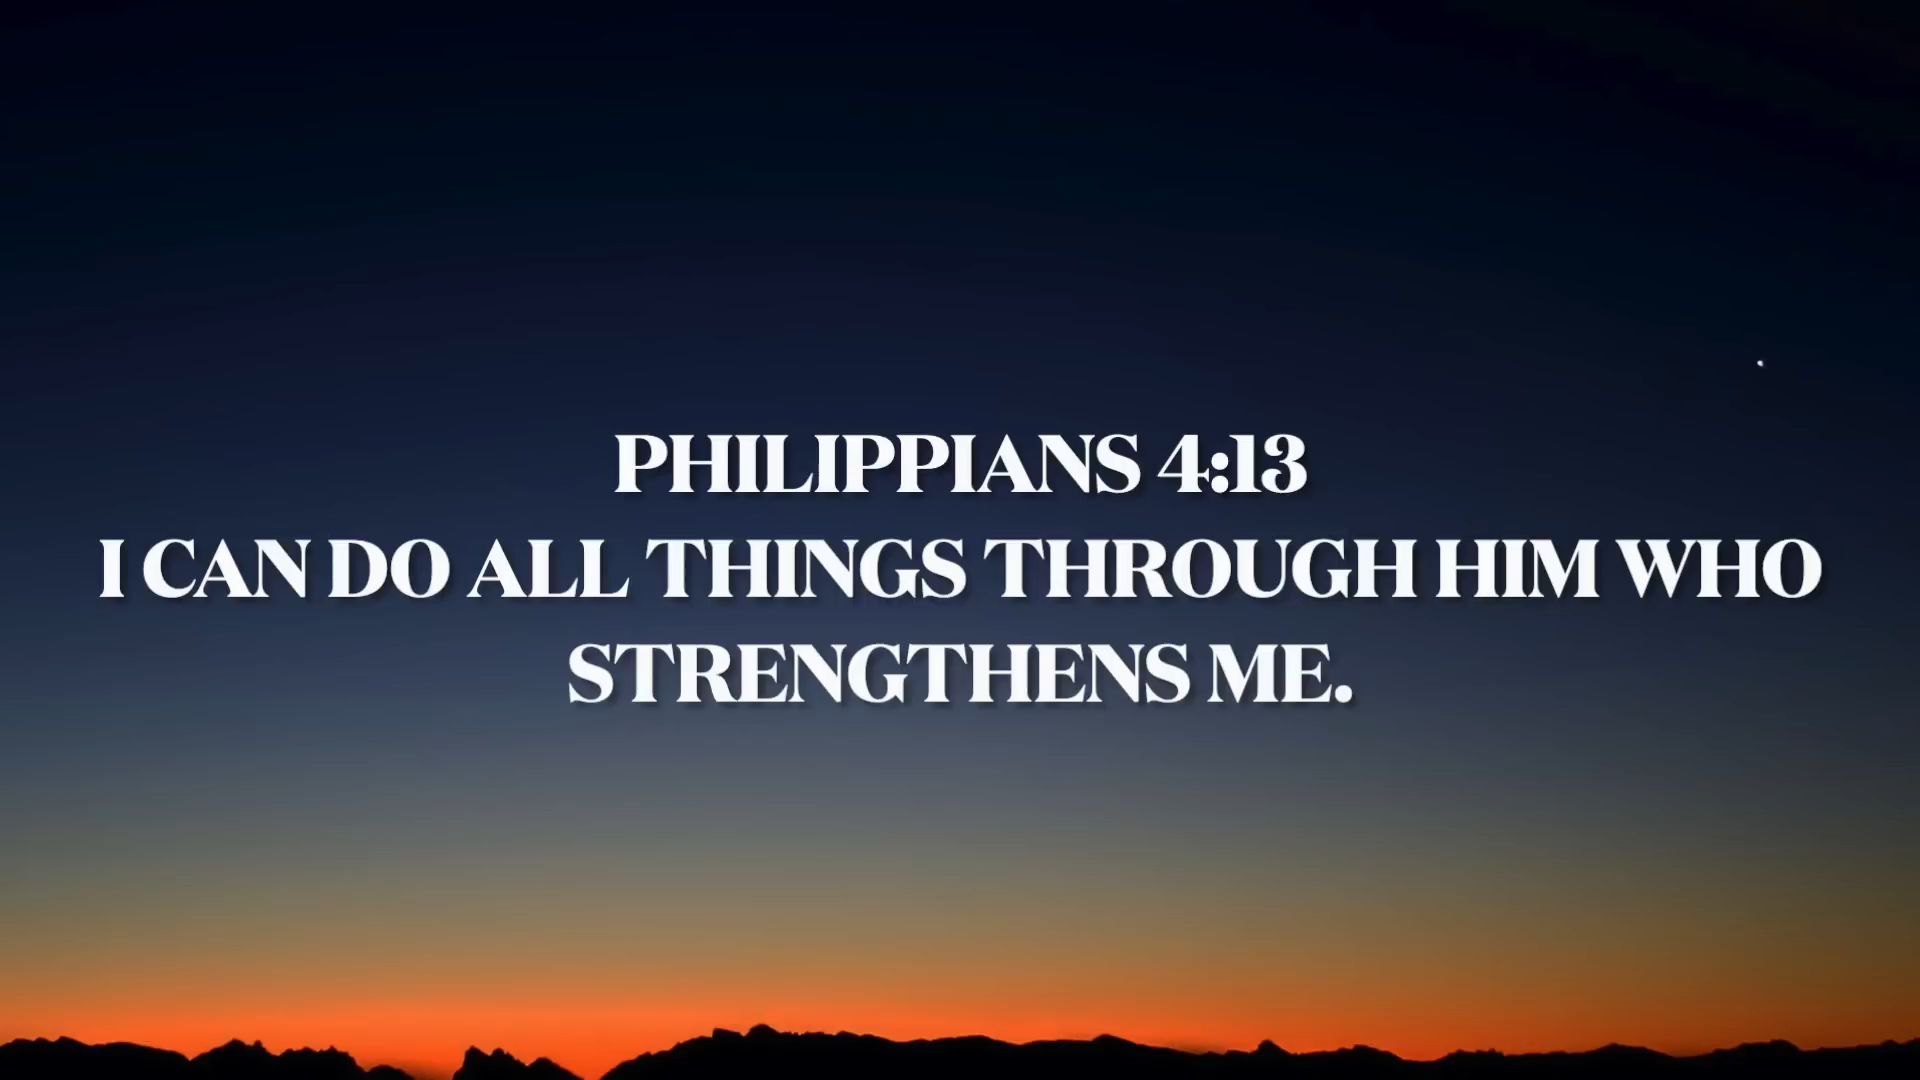 PHILIPPIANS 4:13
I CAN DO ALL THINGS THROUGH HIM WHO
STRENGTHENS ME.